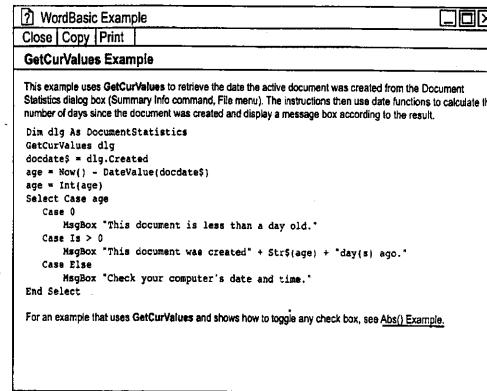 WordBasic Example
Close Copy Print
GetCurValues Example
This example uses GetCurValues to retrieve the date the active document was created from the Document
Statistics dialog box (Summary Info command, File menu). The instructions then use date functions to calculate
number of days since the document was created and display a message box according to the result.
Dim dlg As DocumentStatistics
GetCurValues dlg
docdate$ = dlg.Created
age = Now() - DateValue(docdate$)
age = Int(age)
Select Case age
Case 0
MsgBox "This document is less than a day old."
Case Is > 0
MsgBox "This document was created" + Str$(age) + "day(s) ago."
Case Else
MsgBox "Check your computer's date and time."
End Select
For an example that uses GetCurValues and shows how to toggle any check box, see Abs() Example.